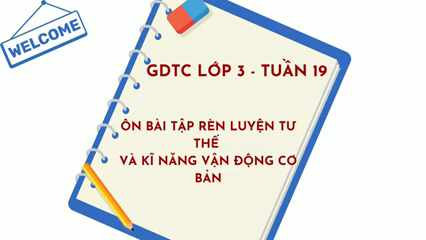 WELCOME
GDTC LỚP 3 - TUẦN 19
ÔN BÀI TẬP RÈN LUYỆN TƯ
THẾ
VÀ KĨ NĂNG VẬN ĐỘNG CƠ
BẢN